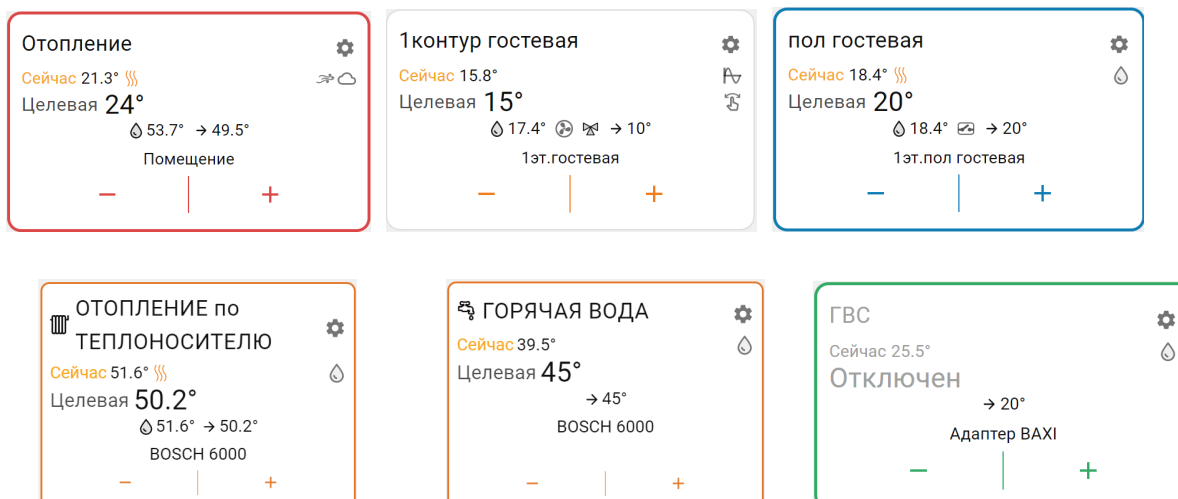 Отопление
Сейчас 21.3°
Целевая 24°
53.7° → 49.5°
Помещение
− +
1контур гостевая
Сейчас 15.8°
Целевая 15°
17.4° → 10°
1эт.гостевая
− +
пол гостевая
Сейчас 18.4°
Целевая 20°
18.4° → 20°
1эт.пол гостевая
− +
ОТОПЛЕНИЕ по
ТЕПЛОНОСИТЕЛЮ
Сейчас 51.6°
Целевая 50.2°
51.6° → 50.2°
BOSCH 6000
− +
ГОРЯЧАЯ ВОДА
Сейчас 39.5°
Целевая 45°
→ 45°
BOSCH 6000
− +
ГВС
Сейчас 25.5°
Отключен
→ 20°
Адаптер BAXI
− +